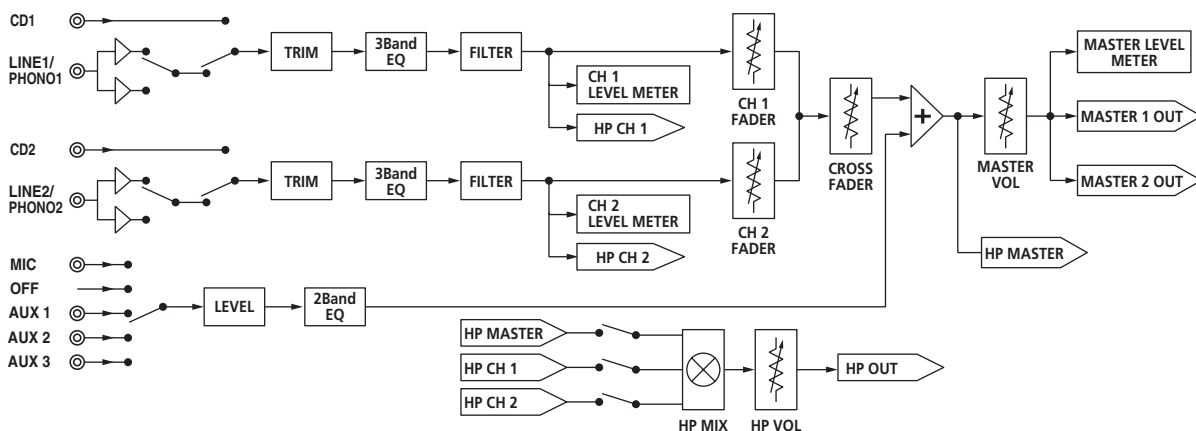 CD1
LINE1/
PHONO1
TRIM
3Band
EQ
FILTER
CH 1
LEVEL METER
HP CH 1
CH 1
FADER
CD2
LINE2/
PHONO2
TRIM
3Band
EQ
FILTER
CH 2
LEVEL METER
HP CH 2
CH 2
FADER
CROSS
FADER
+
MASTER
VOL
MASTER LEVEL
METER
MASTER 1 OUT
MASTER 2 OUT
HP MASTER
MIC
OFF
AUX 1
AUX 2
AUX 3
LEVEL
2Band
EQ
HP MASTER
HP CH 1
HP CH 2
HP MIX
HP VOL
HP OUT